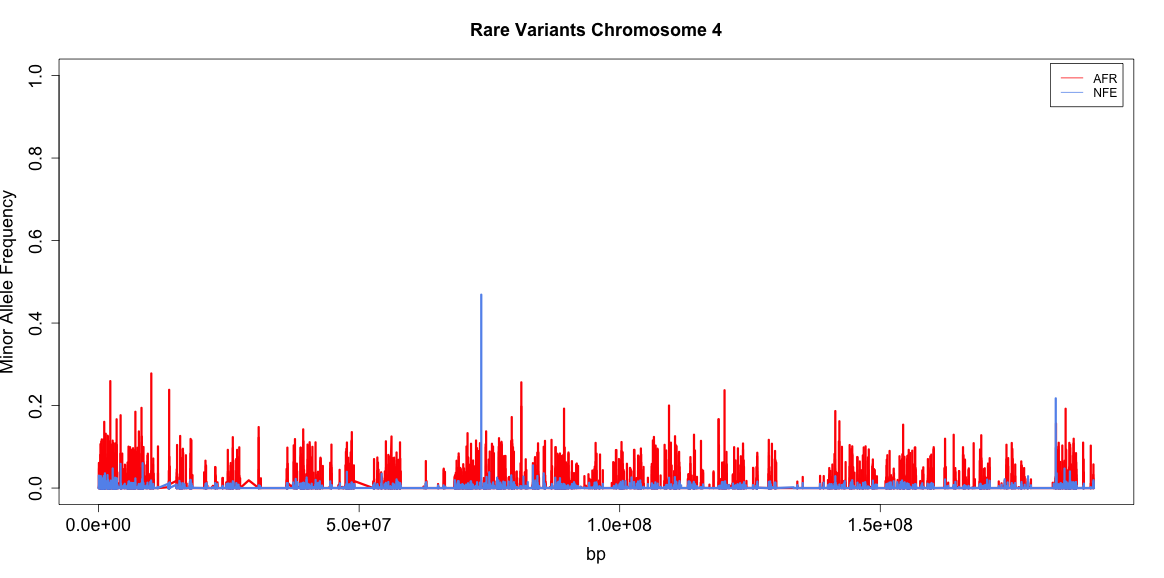 Rare Variants Chromosome 4
AFR
NFE
Minor Allele Frequency
1.0
0.8
0.6
0.4
0.2
0.0
0.0e+00 5.0e+07 1.0e+08 1.5e+08
bp